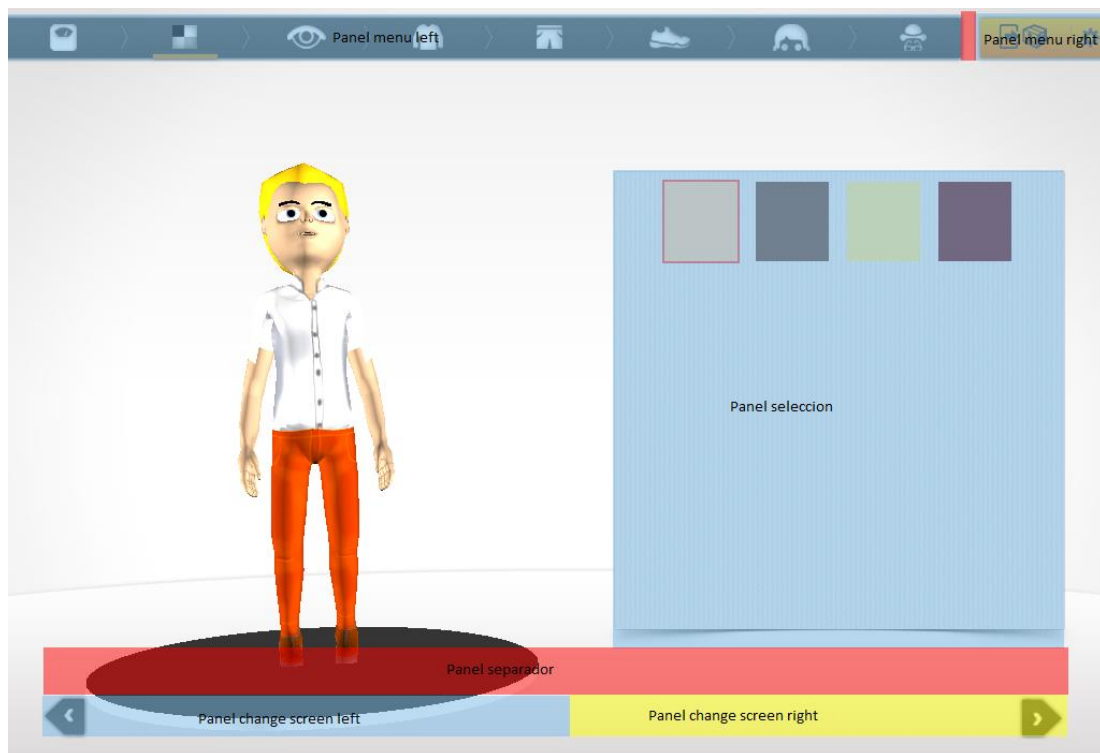 Panel menu left
Panel menu right
Panel seleccion
Panel separador
Panel change screen left
Panel change screen right